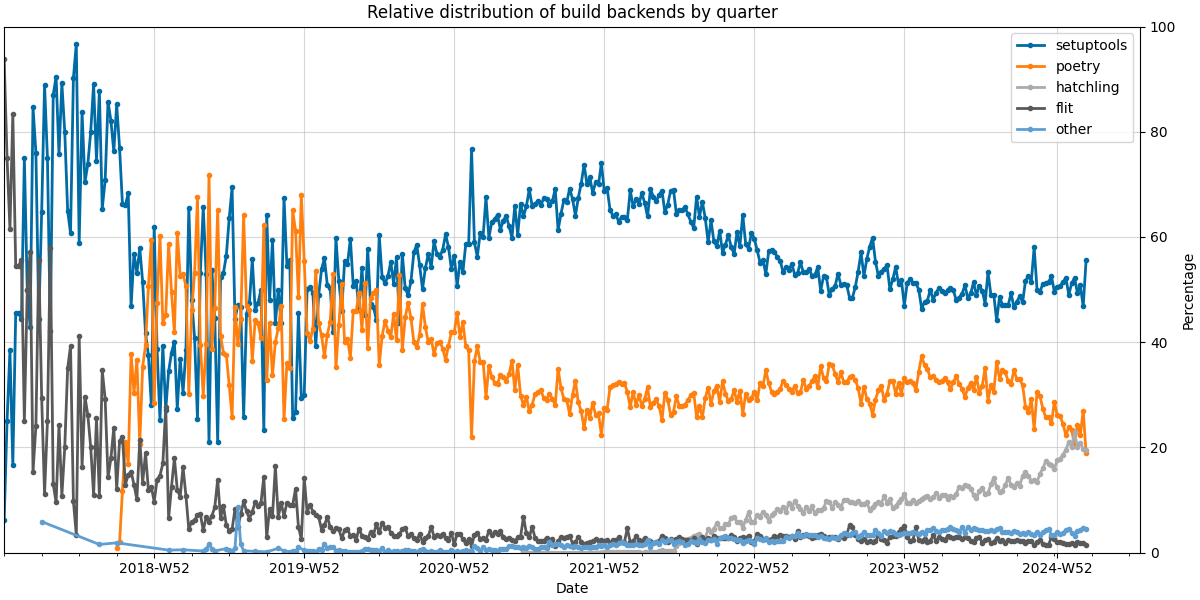 Relative distribution of build backends by quarter
setuptools
poetry
hatchling
flit
other
100
80
60
40
20
0
Percentage
2018-W52
2019-W52
2020-W52
2021-W52
2022-W52
2023-W52
2024-W52
Date